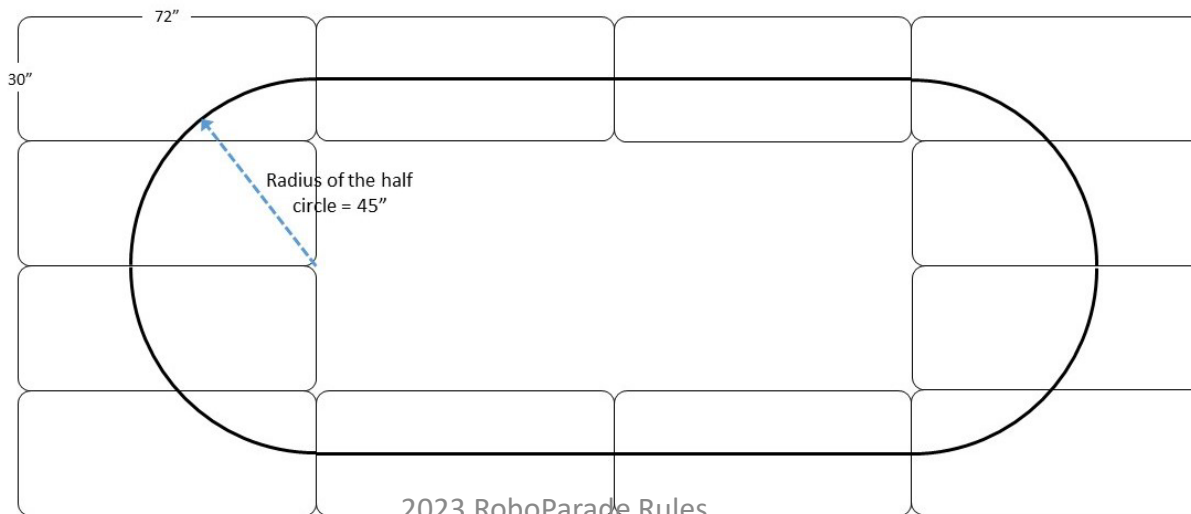 72”
30”
Radius of the half
circle = 45”
2023 RoboParade Rules